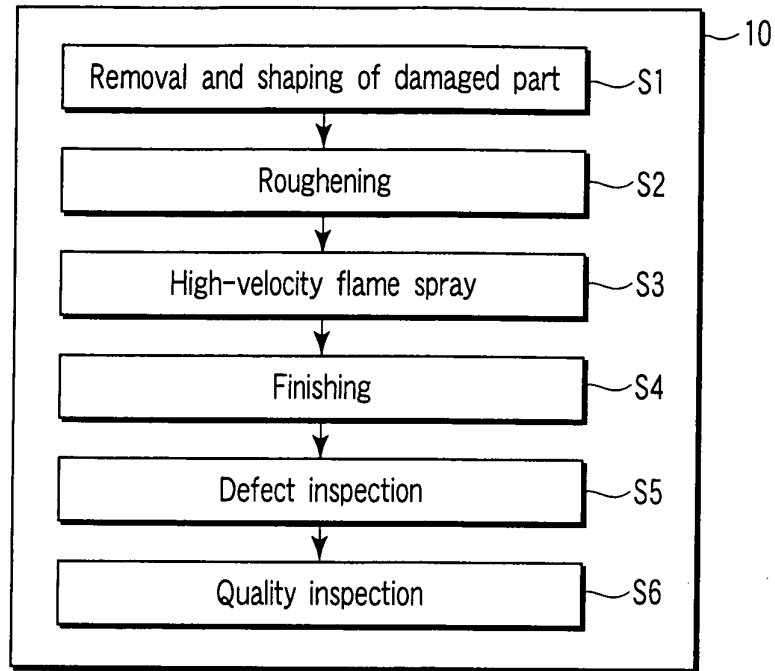 10
Removal and shaping of damaged part
S1
Roughening
S2
High-velocity flame spray
S3
Finishing
S4
Defect inspection
S5
Quality inspection
S6